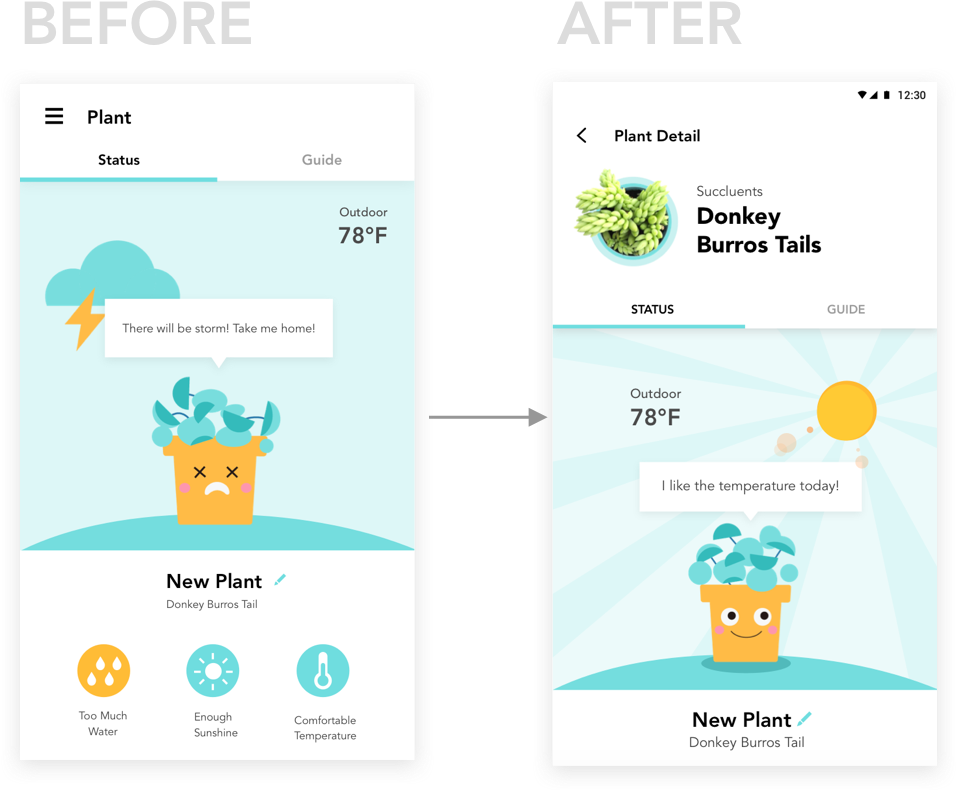 BEFORE
Plant
Status
Guide
Outdoor
78°F
There will be storm! Take me home!
New Plant
Donkey Burros Tail
Too Much
Water
Enough
Sunshine
Comfortable
Temperature
AFTER
12:30
Plant Detail
Succluents
Donkey
Burros Tails
STATUS
GUIDE
Outdoor
78°F
I like the temperature today!
New Plant
Donkey Burros Tail